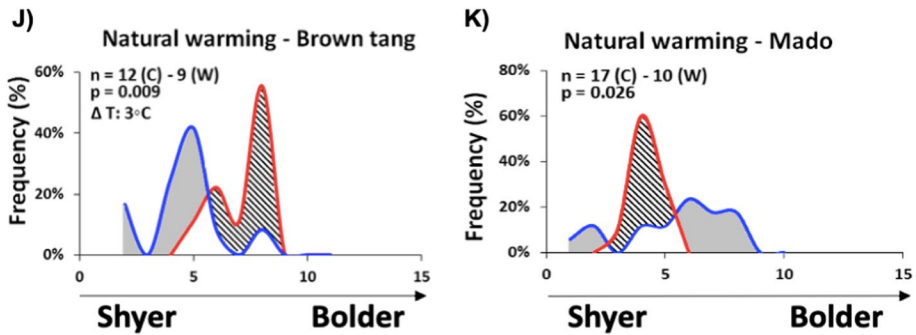 J)
Natural warming - Brown tang
n = 12 (C) - 9 (W)
p = 0.009
Δ T: 3◦C
Frequency (%)
60%
40%
20%
0%
0 5 10 15
Shyer Bolder
K)
Natural warming - Mado
n = 17 (C) - 10 (W)
p = 0.026
Frequency (%)
80%
60%
40%
20%
0%
0 5 10 15
Shyer Bolder